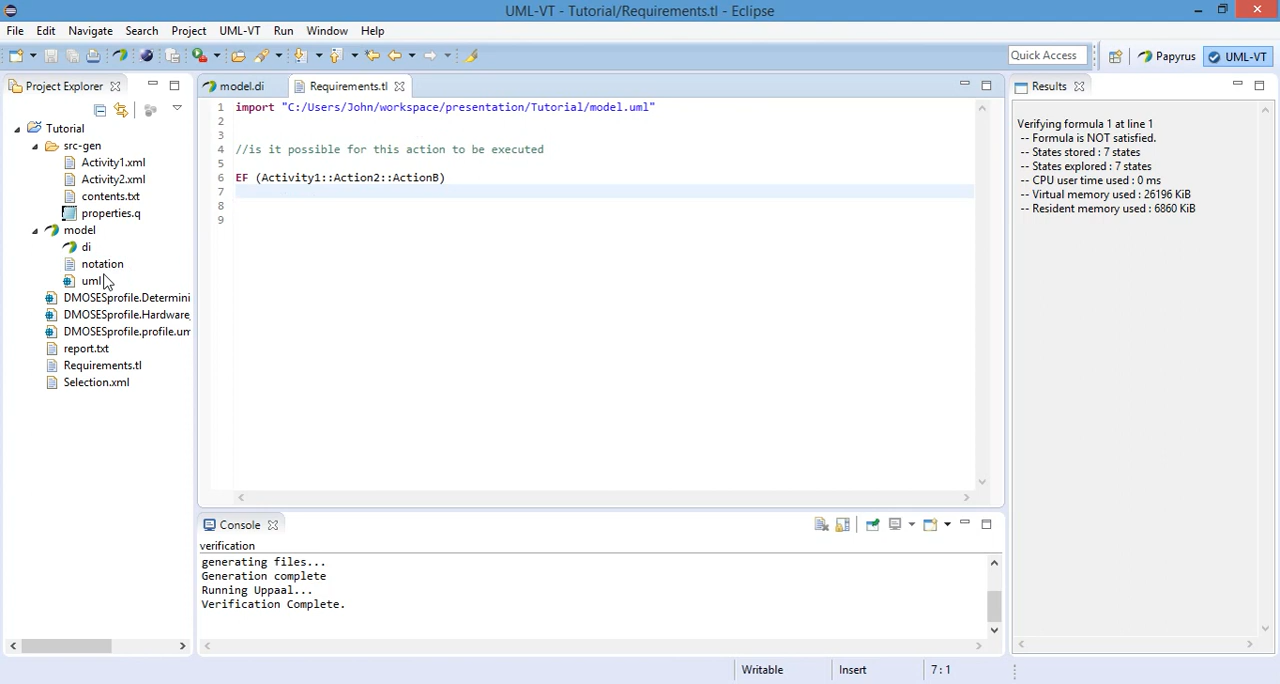 UML-VT - Tutorial/Requirements.tl - Eclipse
File Edit Navigate Search Project UML-VT Run Window Help
Quick Access
Papyrus
UML-VT
Project Explorer
Tutorial
src-gen
Activity1.xml
Activity2.xml
contents.txt
properties.q
model
di
notation
uml
DMOSESprofile.Determini
DMOSESprofile.Hardware_
DMOSESprofile.profile.um
report.txt
Requirements.tl
Selection.xml
model.di
Requirements.tl
1 import "C:/Users/John/workspace/presentation/Tutorial/model.uml"
2
3
4 //is it possible for this action to be executed
5
6 EF (Activity1::Action2::ActionB)
7
8
9
Results
Verifying formula 1 at line 1
-- Formula is NOT satisfied.
-- States stored : 7 states
-- States explored : 7 states
-- CPU user time used : 0 ms
-- Virtual memory used : 26196 KiB
-- Resident memory used : 6860 KiB
Console
verification
generating files...
Generation complete
Running Uppaal...
Verification Complete.
Writable
Insert
7 : 1